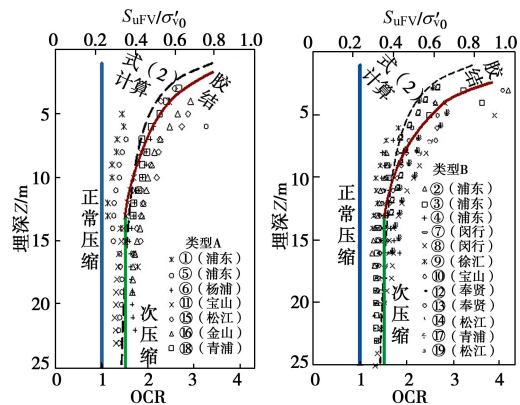 SuFV/σ′v0
0.0 0.2 0.4 0.6 0.8 1.0
式(2)
计算
胶结
5
10
15
20
25
埋深Z/m
正常压缩
次压缩
类型A
①(浦东)
⑤(浦东)
⑥(杨浦)
⑪(宝山)
⑮(松江)
⑯(金山)
⑱(青浦)
0 1 2 3 4
OCR
SuFV/σ′v0
0.0 0.2 0.4 0.6 0.8 1.0
式(2)
计算
胶结
5
10
15
20
25
埋深Z/m
正常压缩
次压缩
类型B
②(浦东)
③(浦东)
④(浦东)
⑦(闵行)
⑧(闵行)
⑨(徐汇)
⑩(宝山)
⑫(奉贤)
⑬(奉贤)
⑭(松江)
⑰(青浦)
⑲(松江)
0 1 2 3 4
OCR